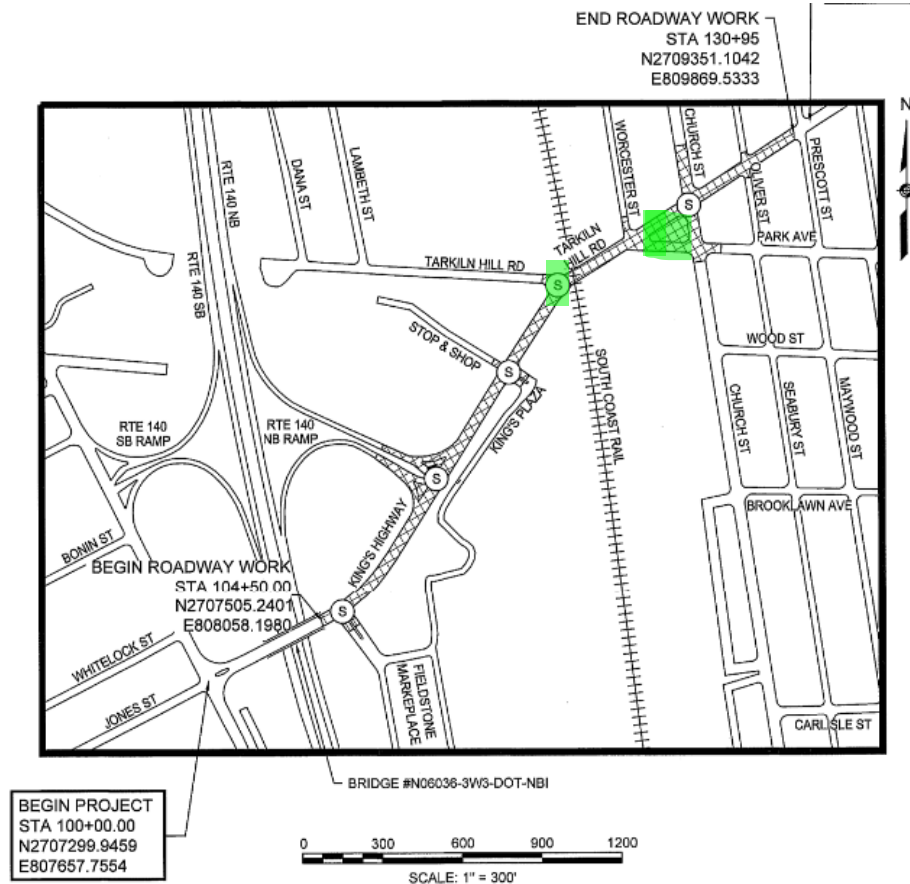 END ROADWAY WORK
STA 130+95
N2709351.1042
E809869.5333
N
RTE 140 NB
RTE 140 SB
DANA ST
LAMBETH ST
WORCESTER ST
CHURCH ST
OLIVER ST
PRESCOTT ST
PARK AVE
TARKILN HILL RD
TARKILN
HILL RD
S
S
STOP & SHOP
S
KING'S PLAZA
SOUTH COAST RAIL
WOOD ST
CHURCH ST
SEABURY ST
MAYWOOD ST
RTE 140
SB RAMP
RTE 140
NB RAMP
S
KING'S HIGHWAY
BROOKLAWN AVE
BONIN ST
BEGIN ROADWAY WORK
STA 104+50.00
N2707505.2401
E808058.1980
S
WHITELOCK ST
JONES ST
FIELDSTONE
MARKEPLACE
CARLISLE ST
BRIDGE #N06036-3W3-DOT-NBI
BEGIN PROJECT
STA 100+00.00
N2707299.9459
E807657.7554
0 300 600 900 1200
SCALE: 1" = 300'